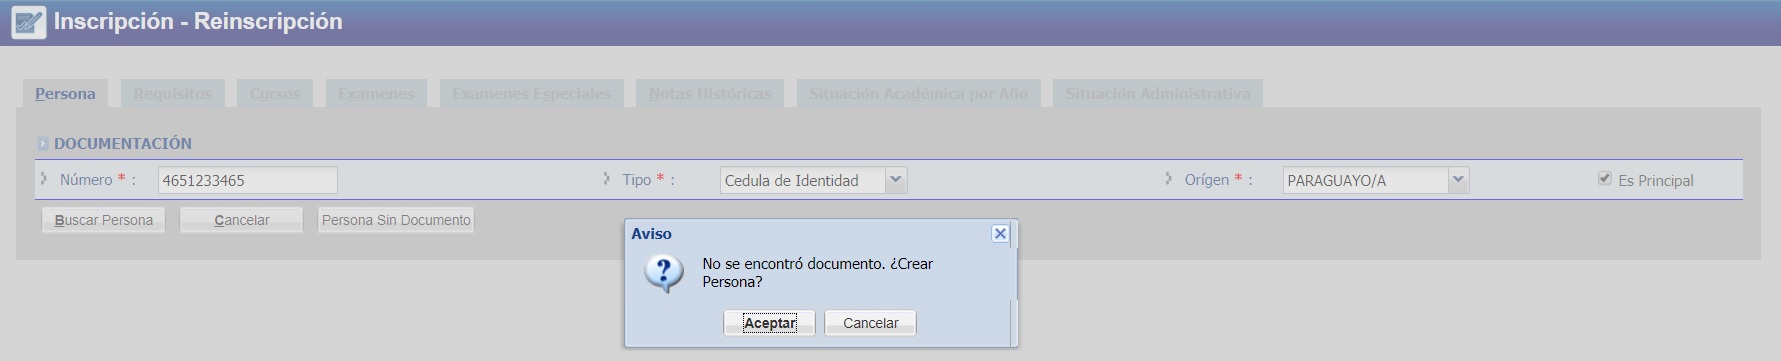 Inscripción - Reinscripción
Persona Requisitos Cursos Examenes Examenes Especiales Notas Históricas Situación Académica por Año Situación Administrativa
DOCUMENTACIÓN
Número * : 4651233465 Tipo * : Cedula de Identidad Orígen * : PARAGUAYO/A Es Principal
Buscar Persona Cancelar Persona Sin Documento
Aviso
No se encontró documento. ¿Crear
Persona?
Aceptar Cancelar